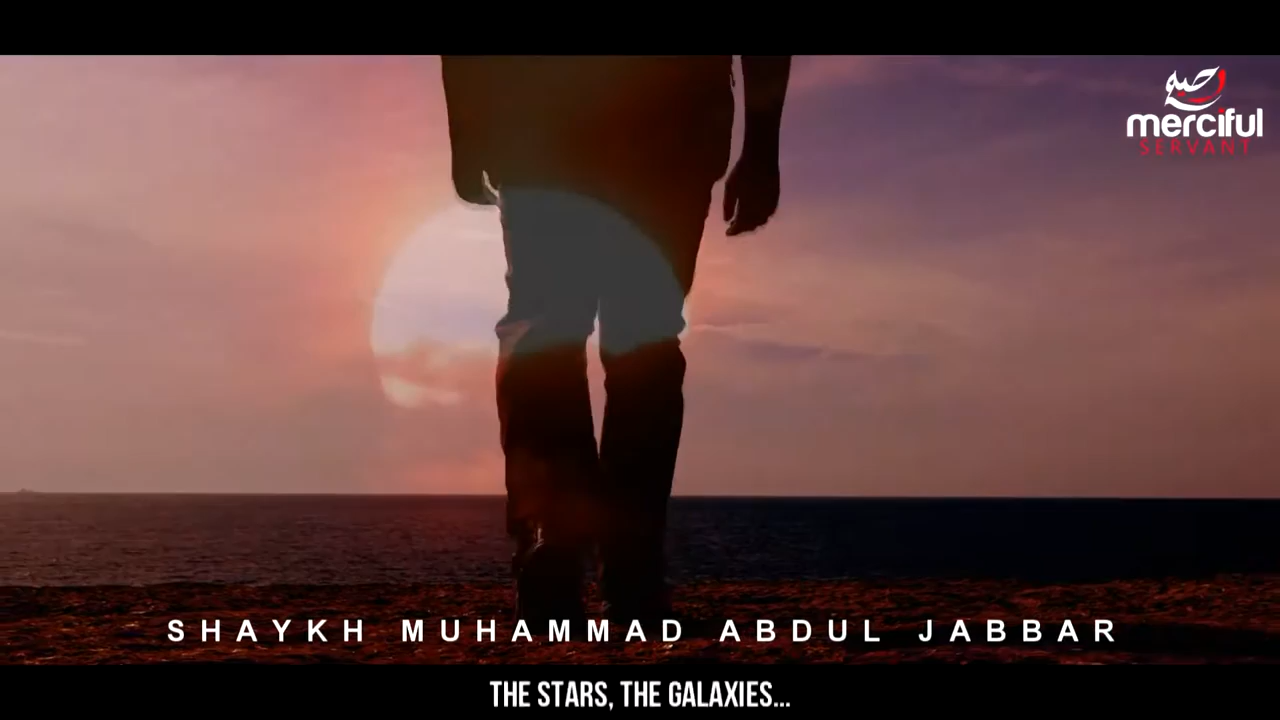 merciful
SERVANT
SHAYKH MUHAMMAD ABDUL JABBAR
THE STARS, THE GALAXIES...